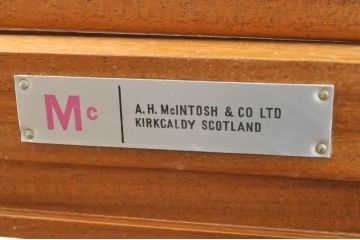 Mc
A.H. McINTOSH & CO LTD
KIRKCALDY SCOTLAND